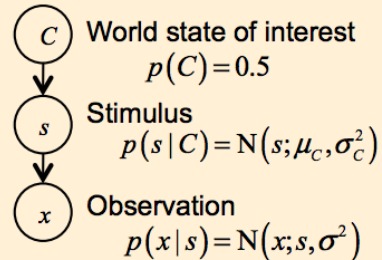 C World state of interest
p(C)=0.5
s Stimulus
p(s|C)=N(s;μ_C,σ_C^2)
x Observation
p(x|s)=N(x;s,σ^2)